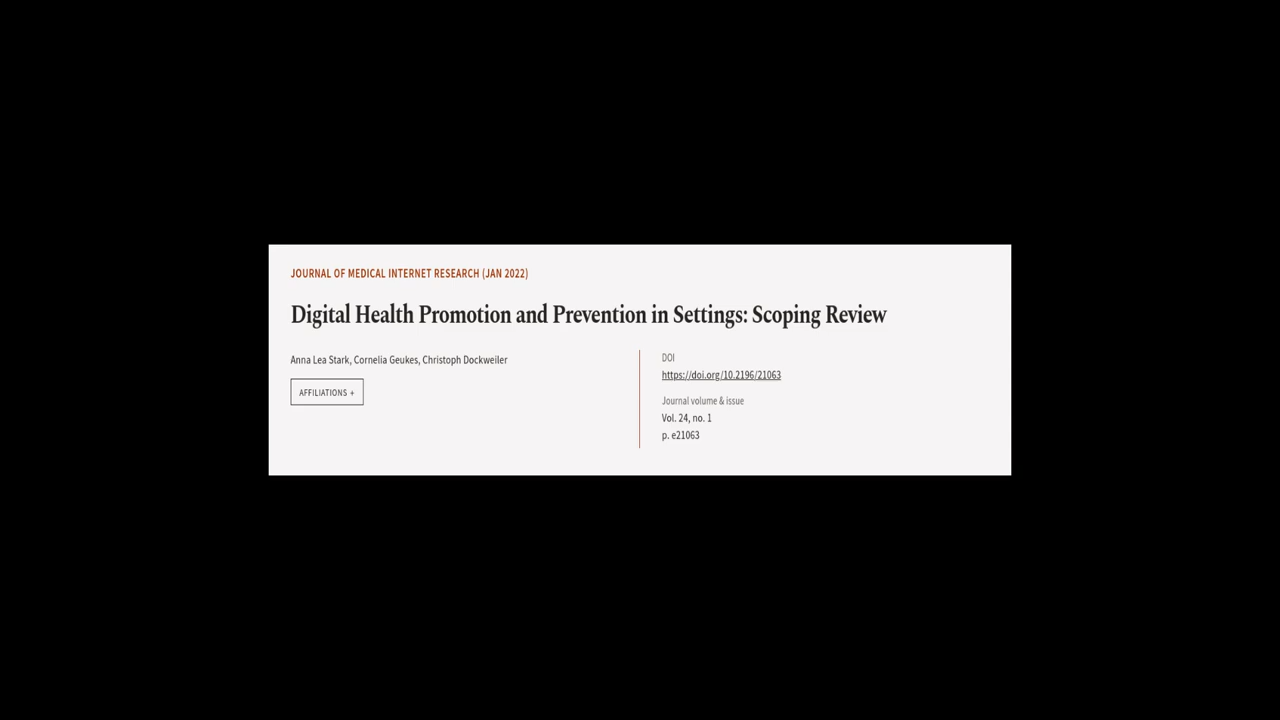 JOURNAL OF MEDICAL INTERNET RESEARCH (JAN 2022)
Digital Health Promotion and Prevention in Settings: Scoping Review
Anna Lea Stark, Cornelia Geukes, Christoph Dockweiler
AFFILIATIONS +
DOI
https://doi.org/10.2196/21063
Journal volume & issue
Vol. 24, no. 1
p. e21063